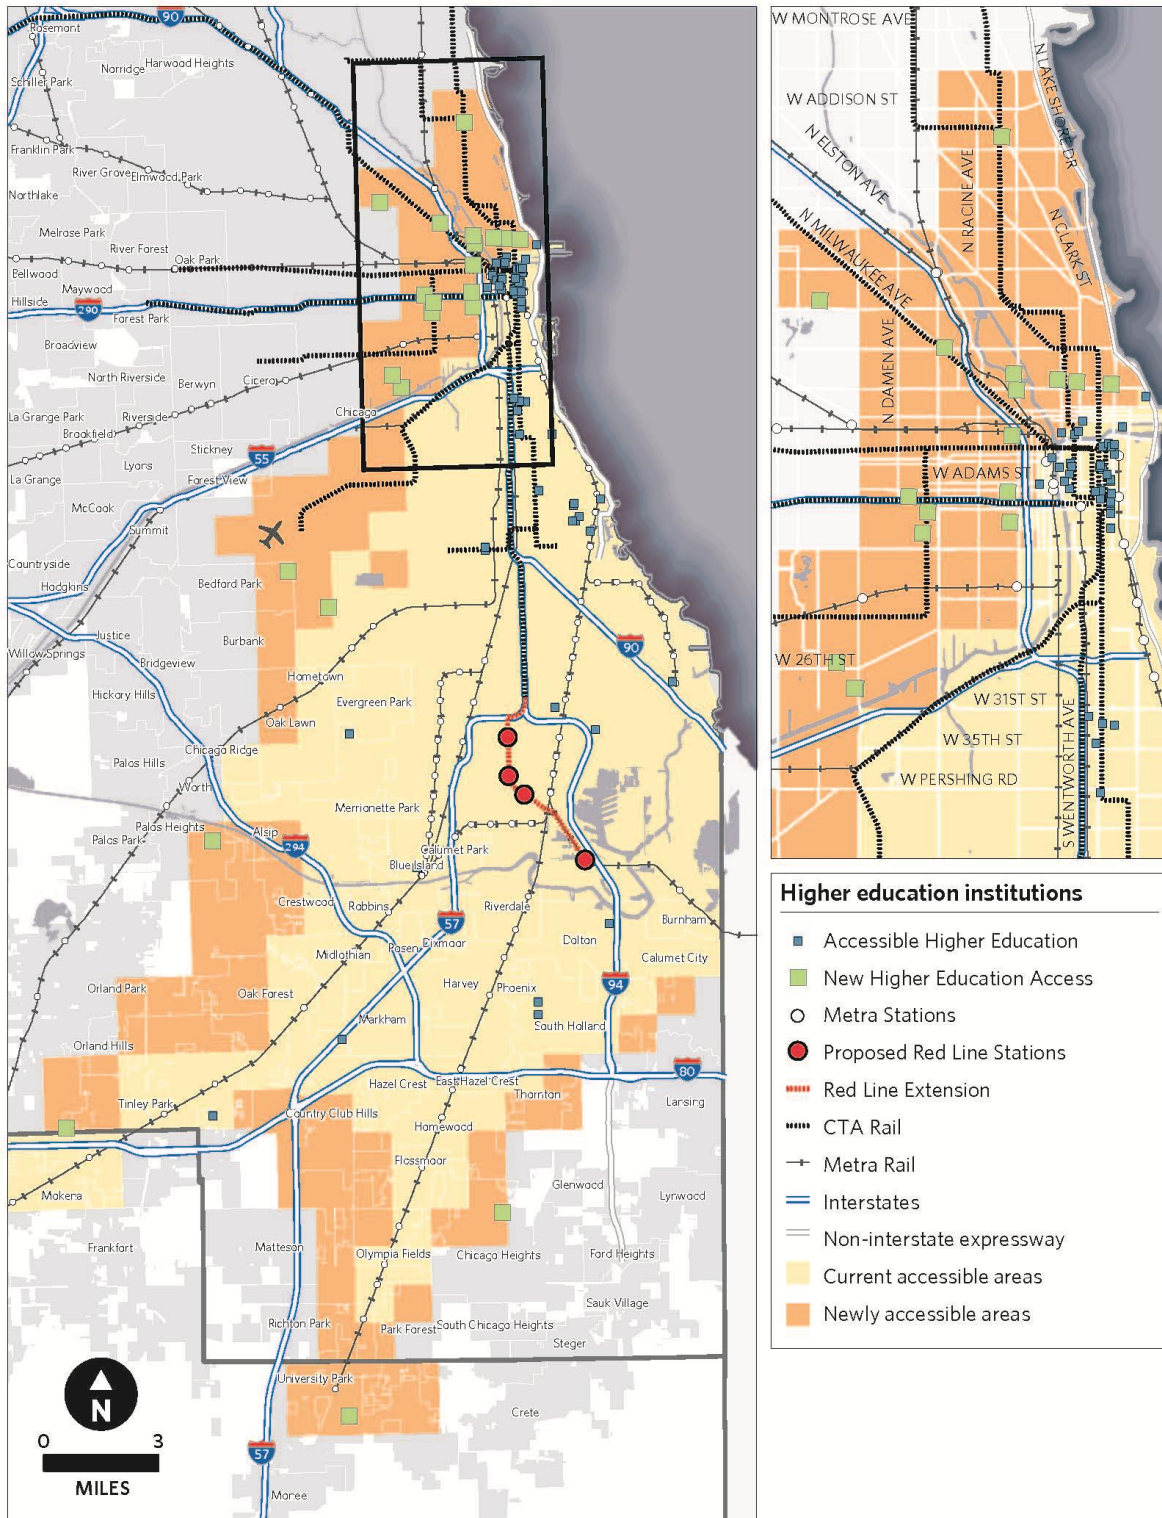 90
Rosemont
Harwood Heights
Norridge
Schiller Park
Franklin Park
River Grove
Elmwood Park
Northlake
Melrose Park
River Forest
Oak Park
Bellwood
Maywood
Hillside
290
Forest Park
Broadview
North Riverside
Berwyn
Cicero
La Grange Park
Riverside
Chicago
Brookfield
Stickney
55
Lyons
La Grange
Forest View
McCook
Summit
Countryside
Bedford Park
Hodgkins
Justice
Burbank
Willow Springs
Bridgeview
90
Hometown
Hickory Hills
Evergreen Park
Oak Lawn
Chicago Ridge
Palos Hills
Worth
Merrionette Park
Palos Heights
Alsip
Palos Park
294
Calumet Park
Blue Island
Crestwood
Robbins
Riverdale
57
Burnham
Posen
Dixmoor
Dolton
Midlothian
Calumet City
Harvey
Phoenix
94
Orland Park
Oak Forest
Markham
South Holland
Orland Hills
80
Hazel Crest
East Hazel Crest
Thornton
Lansing
Tinley Park
Country Club Hills
Homewood
Flossmoor
Glenwood
Lynwood
Mokena
Frankfort
Matteson
Olympia Fields
Chicago Heights
Ford Heights
Sauk Village
Richton Park
Park Forest
South Chicago Heights
Steger
University Park
Crete
N
0 3
MILES
57
Monee
W MONTROSE AVE
N LAKE SHORE DR
W ADDISON ST
N ELSTON AVE
N RACINE AVE
N CLARK ST
N MILWAUKEE AVE
N DAMEN AVE
W ADAMS ST
W 26TH ST
W 31ST ST
W 35TH ST
W PERSHING RD
S WENTWORTH AVE
Higher education institutions
Accessible Higher Education
New Higher Education Access
Metra Stations
Proposed Red Line Stations
Red Line Extension
CTA Rail
Metra Rail
Interstates
Non-interstate expressway
Current accessible areas
Newly accessible areas